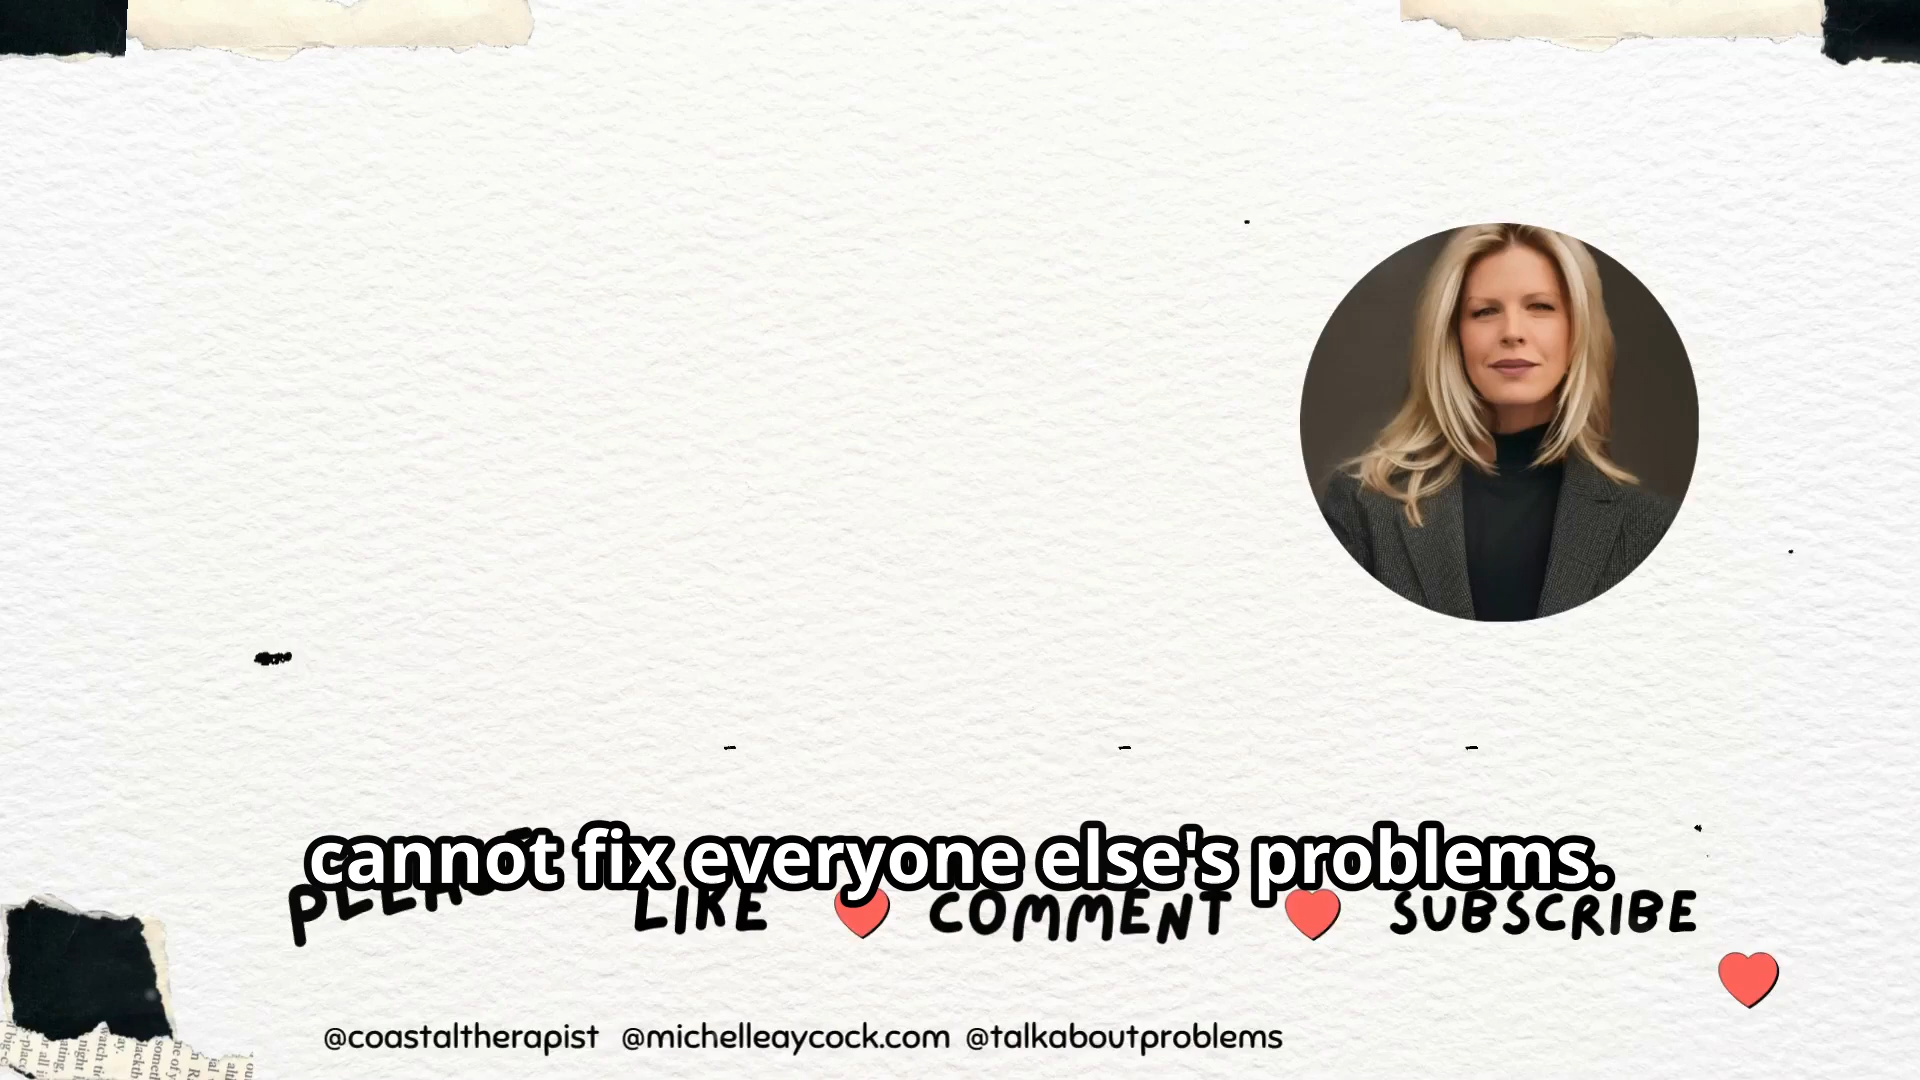 cannot fix everyone else's problems.
LIKE COMMENT SUBSCRIBE
@coastaltherapist @michelleaycock.com @talkaboutproblems